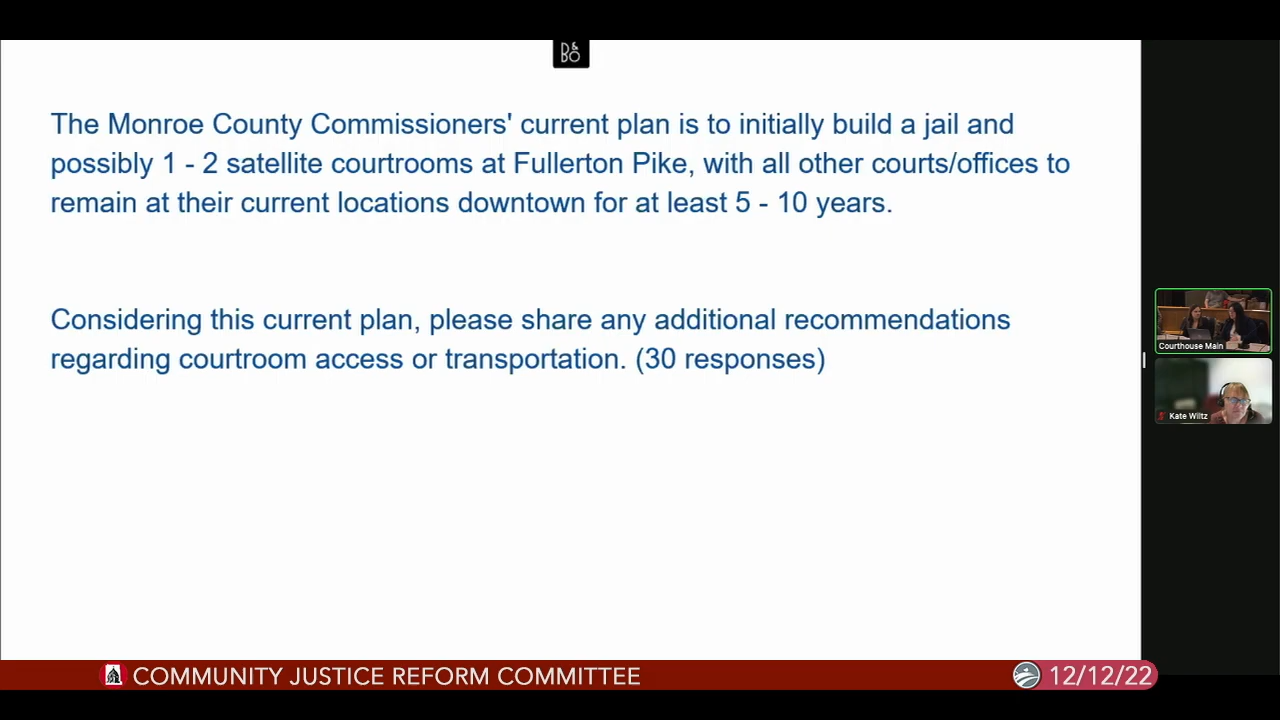 D&
BO
The Monroe County Commissioners' current plan is to initially build a jail and
possibly 1 - 2 satellite courtrooms at Fullerton Pike, with all other courts/offices to
remain at their current locations downtown for at least 5 - 10 years.
Considering this current plan, please share any additional recommendations
regarding courtroom access or transportation. (30 responses)
Courthouse Main
Kate Wiltz
COMMUNITY JUSTICE REFORM COMMITTEE
12/12/22